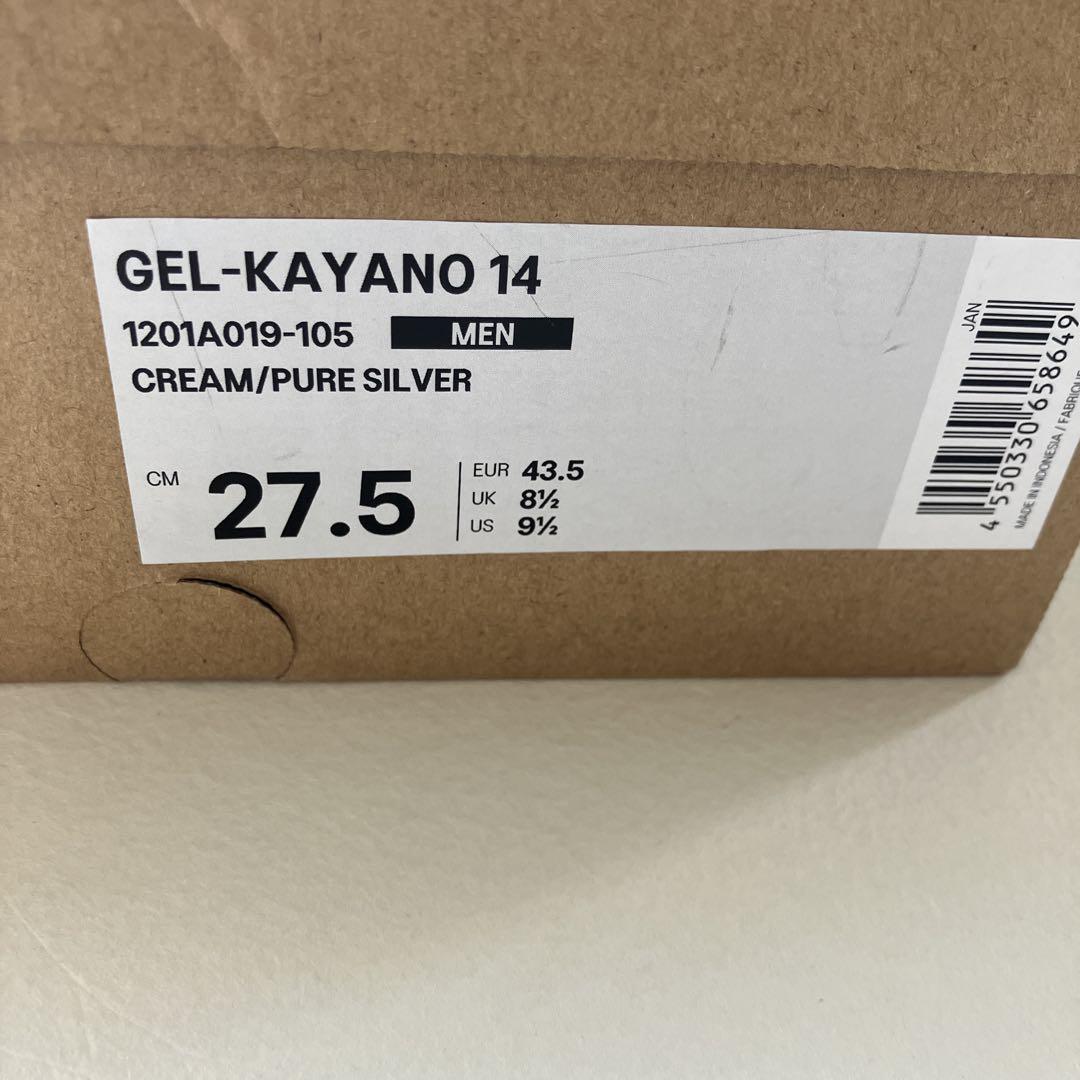 GEL-KAYANO 14
1201A019-105 MEN
CREAM/PURE SILVER
CM 27.5
EUR 43.5
UK 8½
US 9½
JAN
4 550330 658649
MADE IN INDONESIA / FABRIQUE